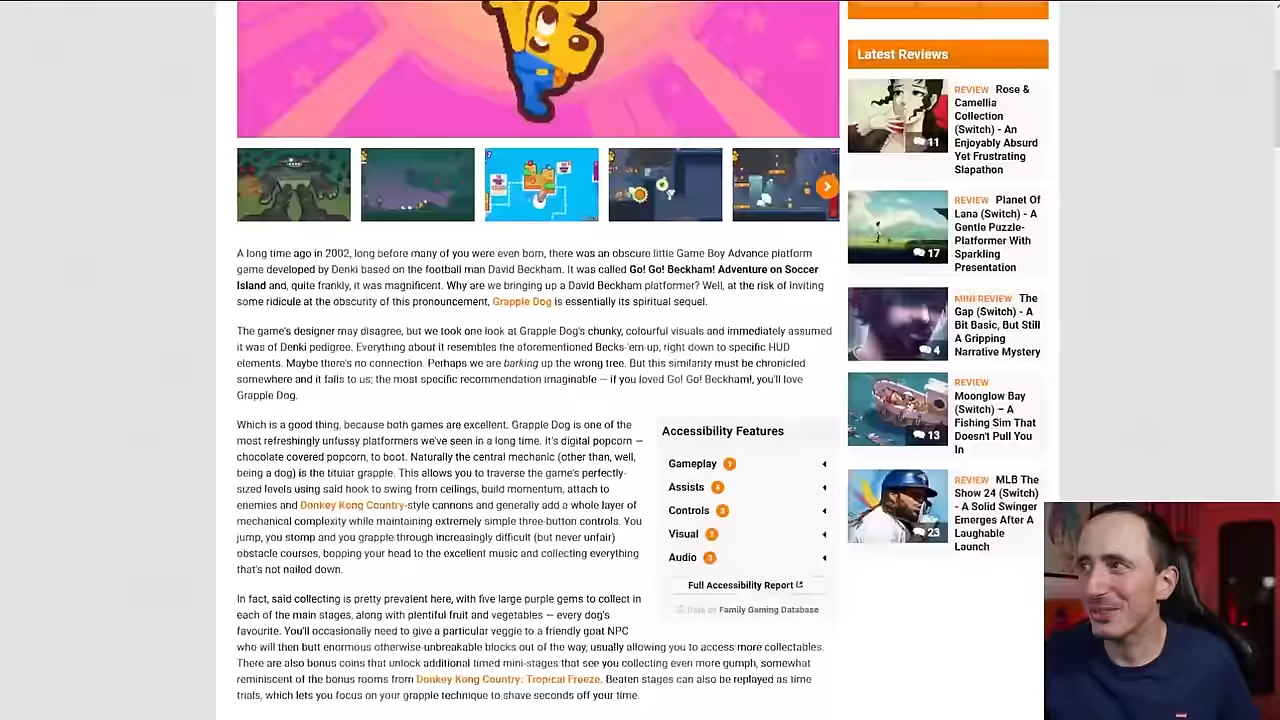 A long time ago in 2002, long before many of you were even born, there was an obscure little Game Boy Advance platform
game developed by Denki based on the football man David Beckham. It was called Go! Go! Beckham! Adventure on Soccer
Island and, quite frankly, it was magnificent. Why are we bringing up a David Beckham platformer? Well, at the risk of inviting
some ridicule at the obscurity of this pronouncement, Grapple Dog is essentially its spiritual sequel.
The game's designer may disagree, but we took one look at Grapple Dog's chunky, colourful visuals and immediately assumed
it was of Denki pedigree. Everything about it resembles the aforementioned Becks-'em-up, right down to specific HUD
elements. Maybe there's no connection. Perhaps we are barking up the wrong tree. But this similarity must be chronicled
somewhere and it falls to us; the most specific recommendation imaginable — if you loved Go! Go! Beckham!, you'll love
Grapple Dog.
Which is a good thing, because both games are excellent. Grapple Dog is one of the
most refreshingly unfussy platformers we've seen in a long time. It's digital popcorn —
chocolate covered popcorn, to boot. Naturally the central mechanic (other than, well,
being a dog) is the titular grapple. This allows you to traverse the game's perfectly-
sized levels using said hook to swing from ceilings, build momentum, attach to
enemies and Donkey Kong Country-style cannons and generally add a whole layer of
mechanical complexity while maintaining extremely simple three-button controls. You
jump, you stomp and you grapple through increasingly difficult (but never unfair)
obstacle courses, bopping your head to the excellent music and collecting everything
that's not nailed down.
In fact, said collecting is pretty prevalent here, with five large purple gems to collect in
each of the main stages, along with plentiful fruit and vegetables — every dog's
favourite. You'll occasionally need to give a particular veggie to a friendly goat NPC
who will then butt enormous otherwise-unbreakable blocks out of the way, usually allowing you to access more collectables.
There are also bonus coins that unlock additional timed mini-stages that see you collecting even more gumph, somewhat
reminiscent of the bonus rooms from Donkey Kong Country: Tropical Freeze. Beaten stages can also be replayed as time
trials, which lets you focus on your grapple technique to shave seconds off your time.
Accessibility Features
Gameplay 1
Assists 4
Controls 3
Visual
Audio 3
Full Accessibility Report
Data by Family Gaming Database
Latest Reviews
REVIEW Rose &
Camellia
Collection
(Switch) - An
Enjoyably Absurd
Yet Frustrating
Slapathon
11
REVIEW Planet Of
Lana (Switch) - A
Gentle Puzzle-
Platformer With
Sparkling
Presentation
17
MINI REVIEW The
Gap (Switch) - A
Bit Basic, But Still
A Gripping
Narrative Mystery
4
REVIEW
Moonglow Bay
(Switch) – A
Fishing Sim That
Doesn't Pull You
In
13
REVIEW MLB The
Show 24 (Switch)
- A Solid Swinger
Emerges After A
Laughable
Launch
23